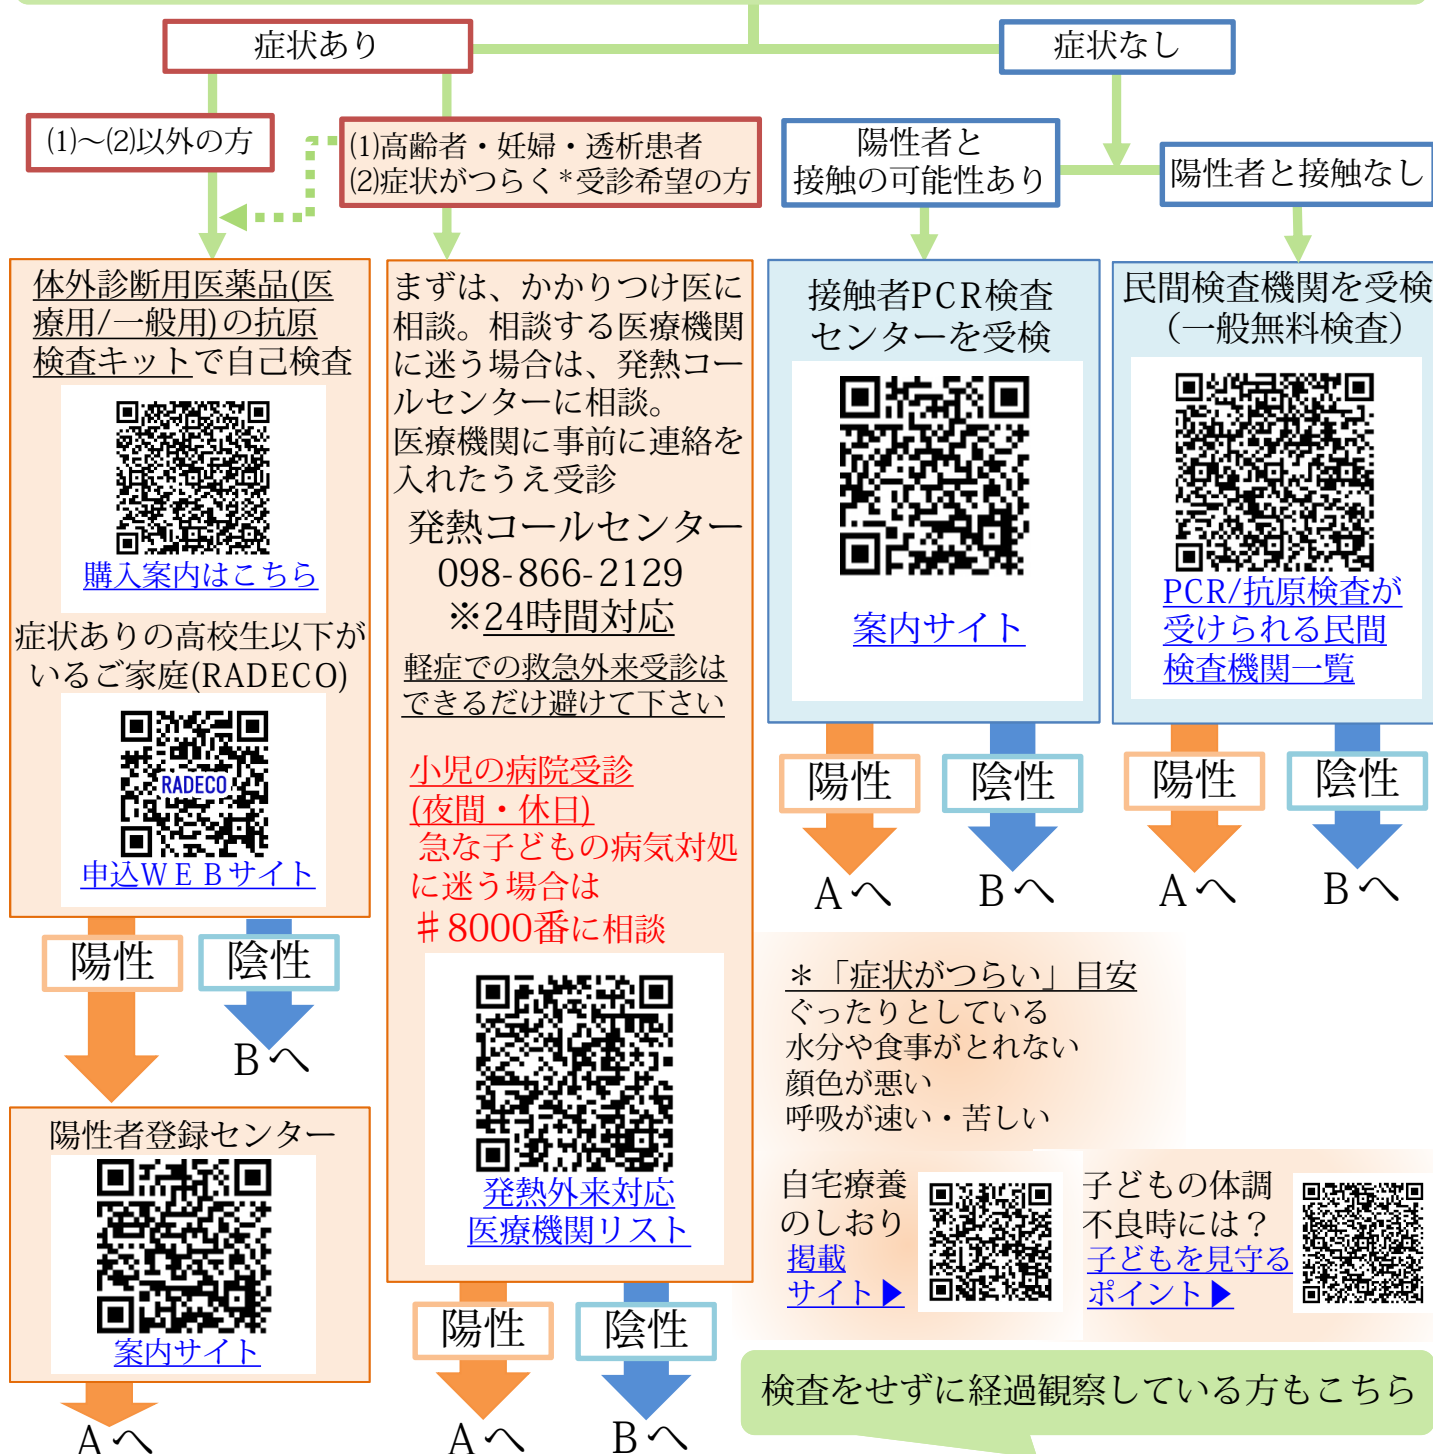 症状あり
症状なし
(1)～(2)以外の方
(1)高齢者・妊婦・透析患者
(2)症状がつらく*受診希望の方
陽性者と
接触の可能性あり
陽性者と接触なし
体外診断用医薬品(医
療用/一般用)の抗原
検査キットで自己検査
購入案内はこちら
症状ありの高校生以下が
いるご家庭(RADECO)
RADECO
申込WEBサイト
陽性
陰性
Bへ
陽性者登録センター
案内サイト
Aへ
まずは、かかりつけ医に
相談。相談する医療機関
に迷う場合は、発熱コー
ルセンターに相談。
医療機関に事前に連絡を
入れたうえ受診
発熱コールセンター
098-866-2129
※24時間対応
軽症での救急外来受診は
できるだけ避けて下さい
小児の病院受診
(夜間・休日)
急な子どもの病気対処
に迷う場合は
＃8000番に相談
発熱外来対応
医療機関リスト
陽性
陰性
Aへ
Bへ
接触者PCR検査
センターを受検
案内サイト
陽性
陰性
Aへ
Bへ
民間検査機関を受検
（一般無料検査）
PCR/抗原検査が
受けられる民間
検査機関一覧
陽性
陰性
Aへ
Bへ
＊「症状がつらい」目安
ぐったりとしている
水分や食事がとれない
顔色が悪い
呼吸が速い・苦しい
自宅療養
のしおり
掲載
サイト▶
子どもの体調
不良時には？
子どもを見守る
ポイント▶
検査をせずに経過観察している方もこちら